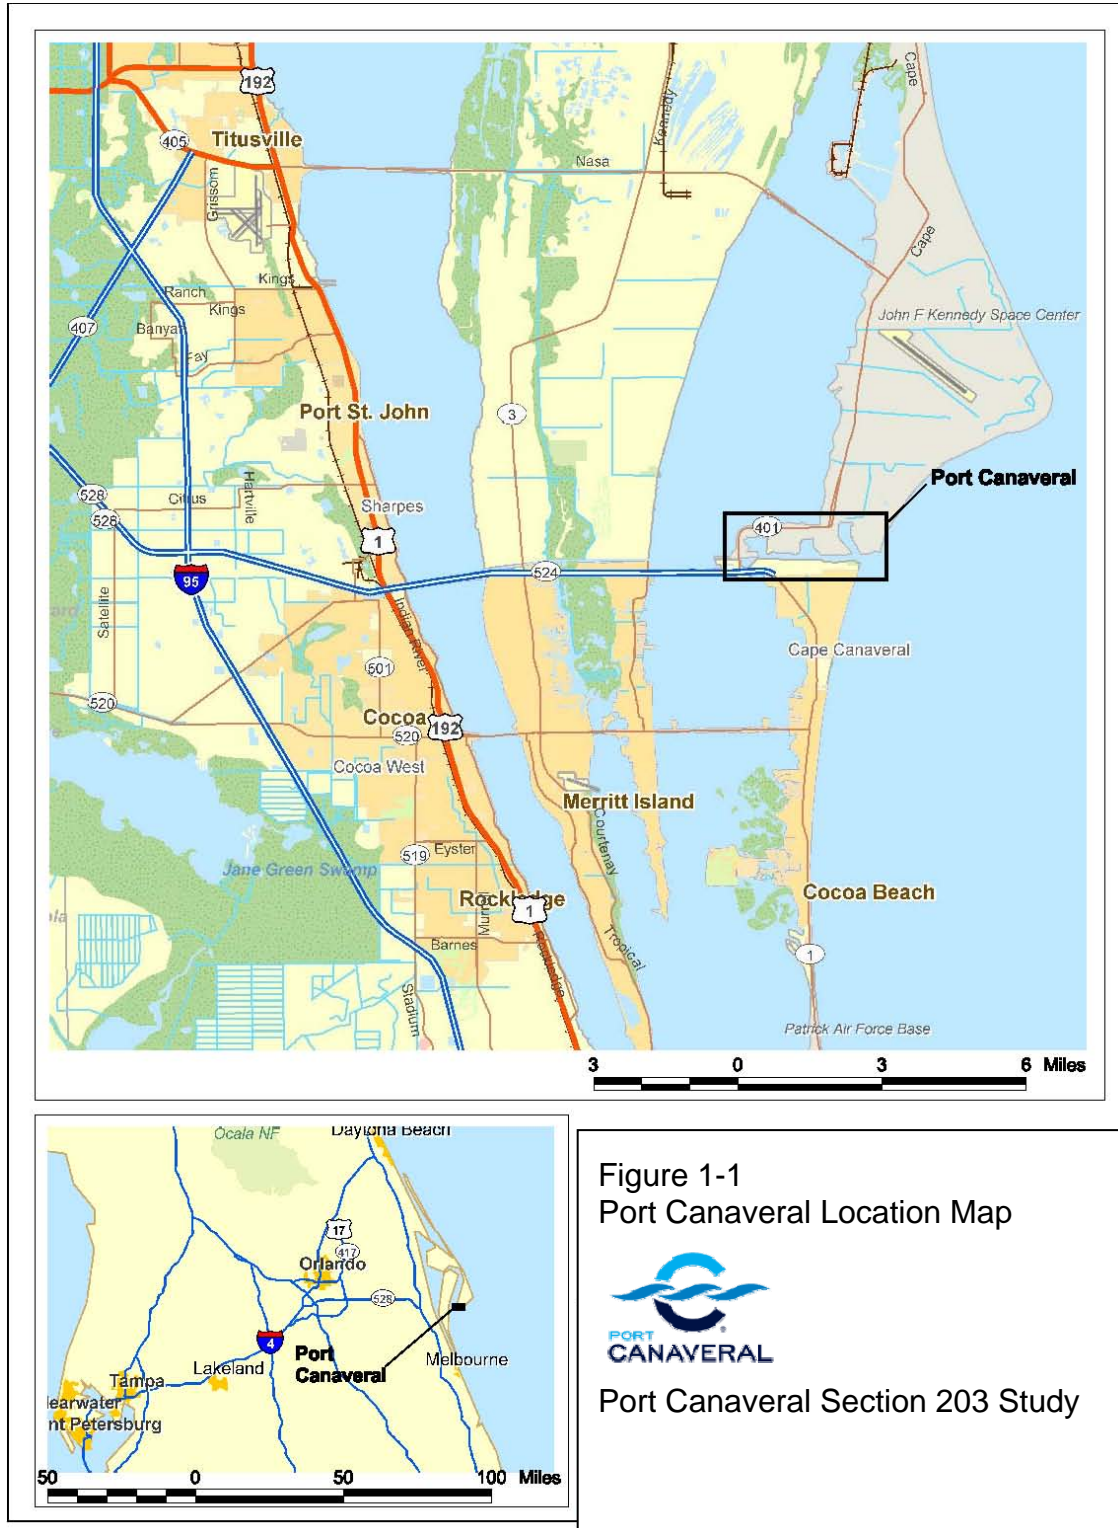 192
Titusville
405
Grissom
Nasa
Kennedy
Cape
Cape
Kings
Ranch
Kings
407
Banyan
Fay
John F Kennedy Space Center
Port St. John
3
528
528
Citrus
Hartville
Sharpes
Port Canaveral
401
1
524
95
Satellite
Indian River
501
Cape Canaveral
520
Cocoa
192
520
Cocoa West
Merritt Island
Courtenay
519
Eyster
Jane Green Swamp
Cocoa Beach
Rockledge
1
Murrel
Barnes
Tropical
Rockledge
Stadium
1
Patrick Air Force Base
3 0 3 6 Miles
Ocala NF
Daytona Beach
17
417
Orlando
528
4
Port
Canaveral
Melbourne
Lakeland
Tampa
learwater
nt Petersburg
50 0 50 100 Miles
Figure 1-1
Port Canaveral Location Map
PORT
CANAVERAL
Port Canaveral Section 203 Study